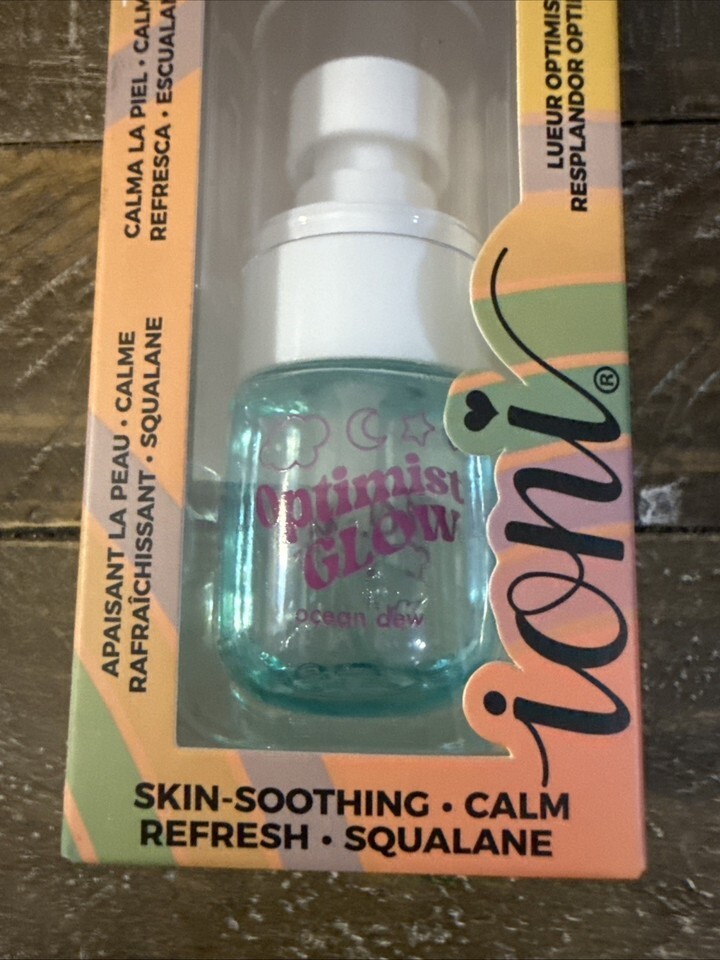 CALMA LA PIEL • CALM
REFRESCA • ESCUALA
LUEUR OPTIMIS
RESPLANDOR OPTI
APAISANT LA PEAU • CALME
RAFRAÎCHISSANT • SQUALANE
Optimist
GLOW
ocean dew
ioni®
SKIN-SOOTHING • CALM
REFRESH • SQUALANE